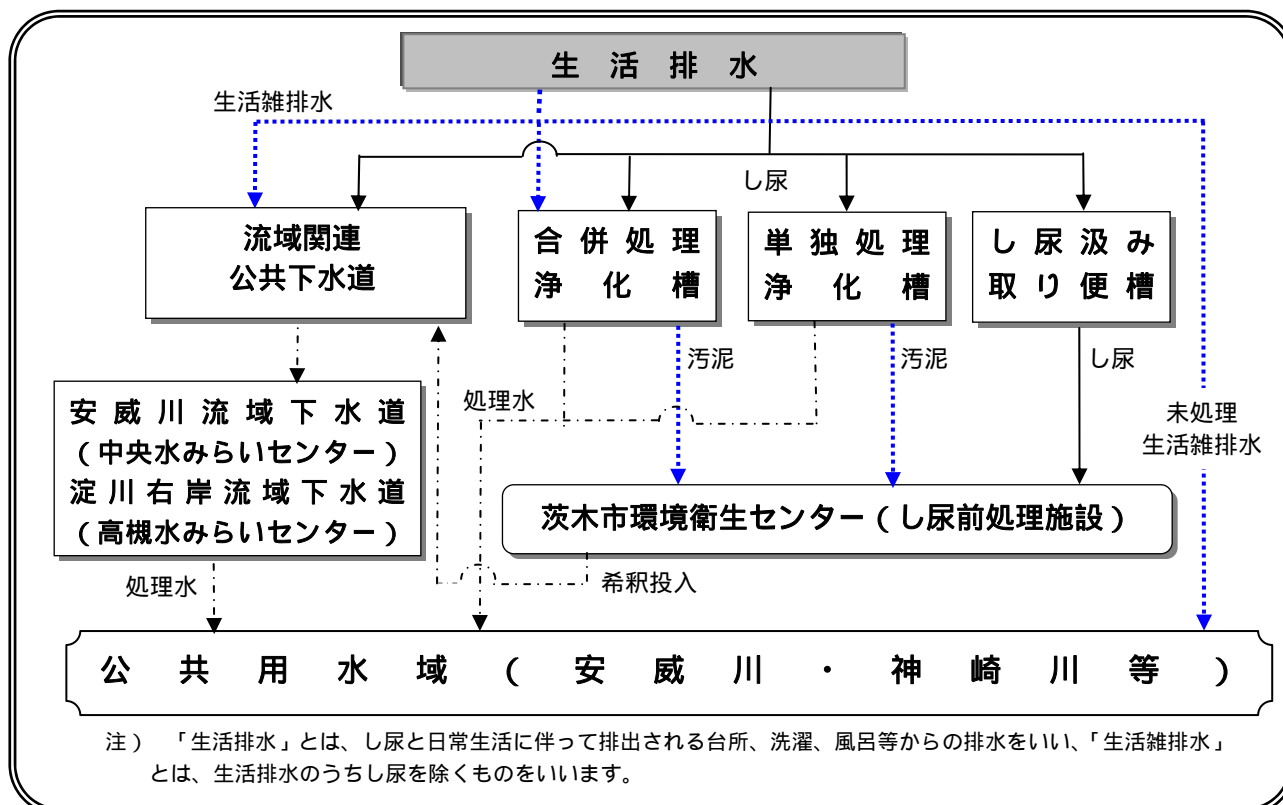 生活排水
生活雑排水
し尿
流域関連
公共下水道
合併処理
浄化槽
単独処理
浄化槽
し尿汲み
取り便槽
汚泥
汚泥
し尿
処理水
未処理
生活雑排水
安威川流域下水道
(中央水みらいセンター)
淀川右岸流域下水道
(高槻水みらいセンター)
茨木市環境衛生センター(し尿前処理施設)
処理水
希釈投入
公共用水域(安威川・神崎川等)
注) 「生活排水」とは、し尿と日常生活に伴って排出される台所、洗濯、風呂等からの排水をいい、「生活雑排水」
とは、生活排水のうちし尿を除くものをいいます。